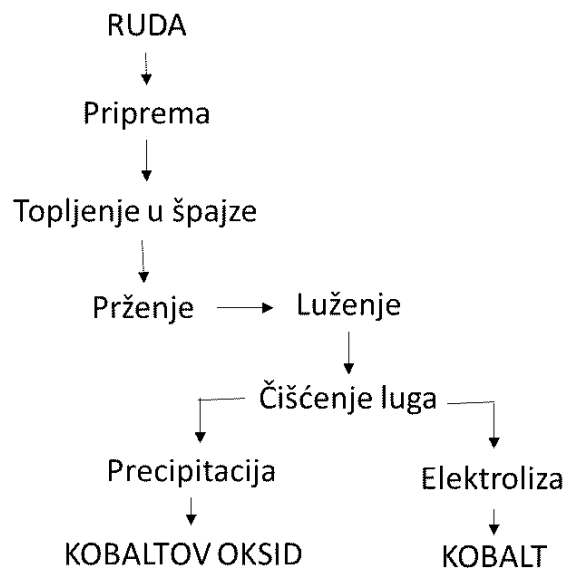 RUDA
Priprema
Topljenje u špajze
Prženje
Luženje
Čišćenje luga
Precipitacija
Elektroliza
KOBALTOV OKSID
KOBALT